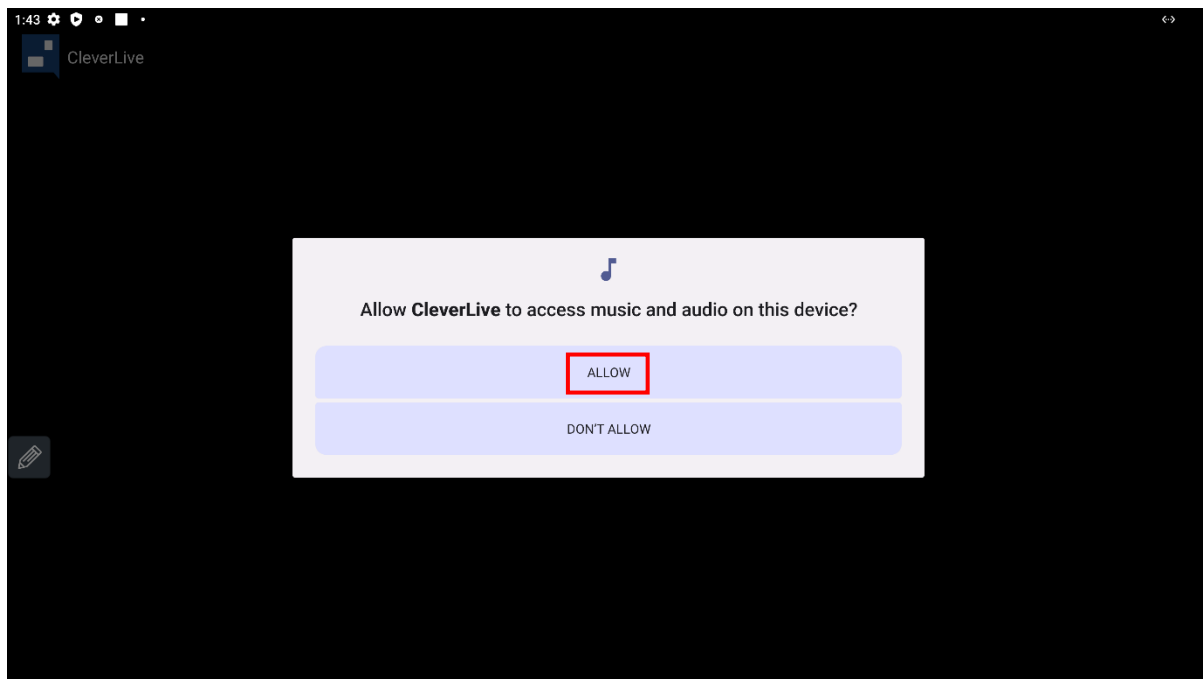 1:43
CleverLive
Allow CleverLive to access music and audio on this device?
ALLOW
DON'T ALLOW